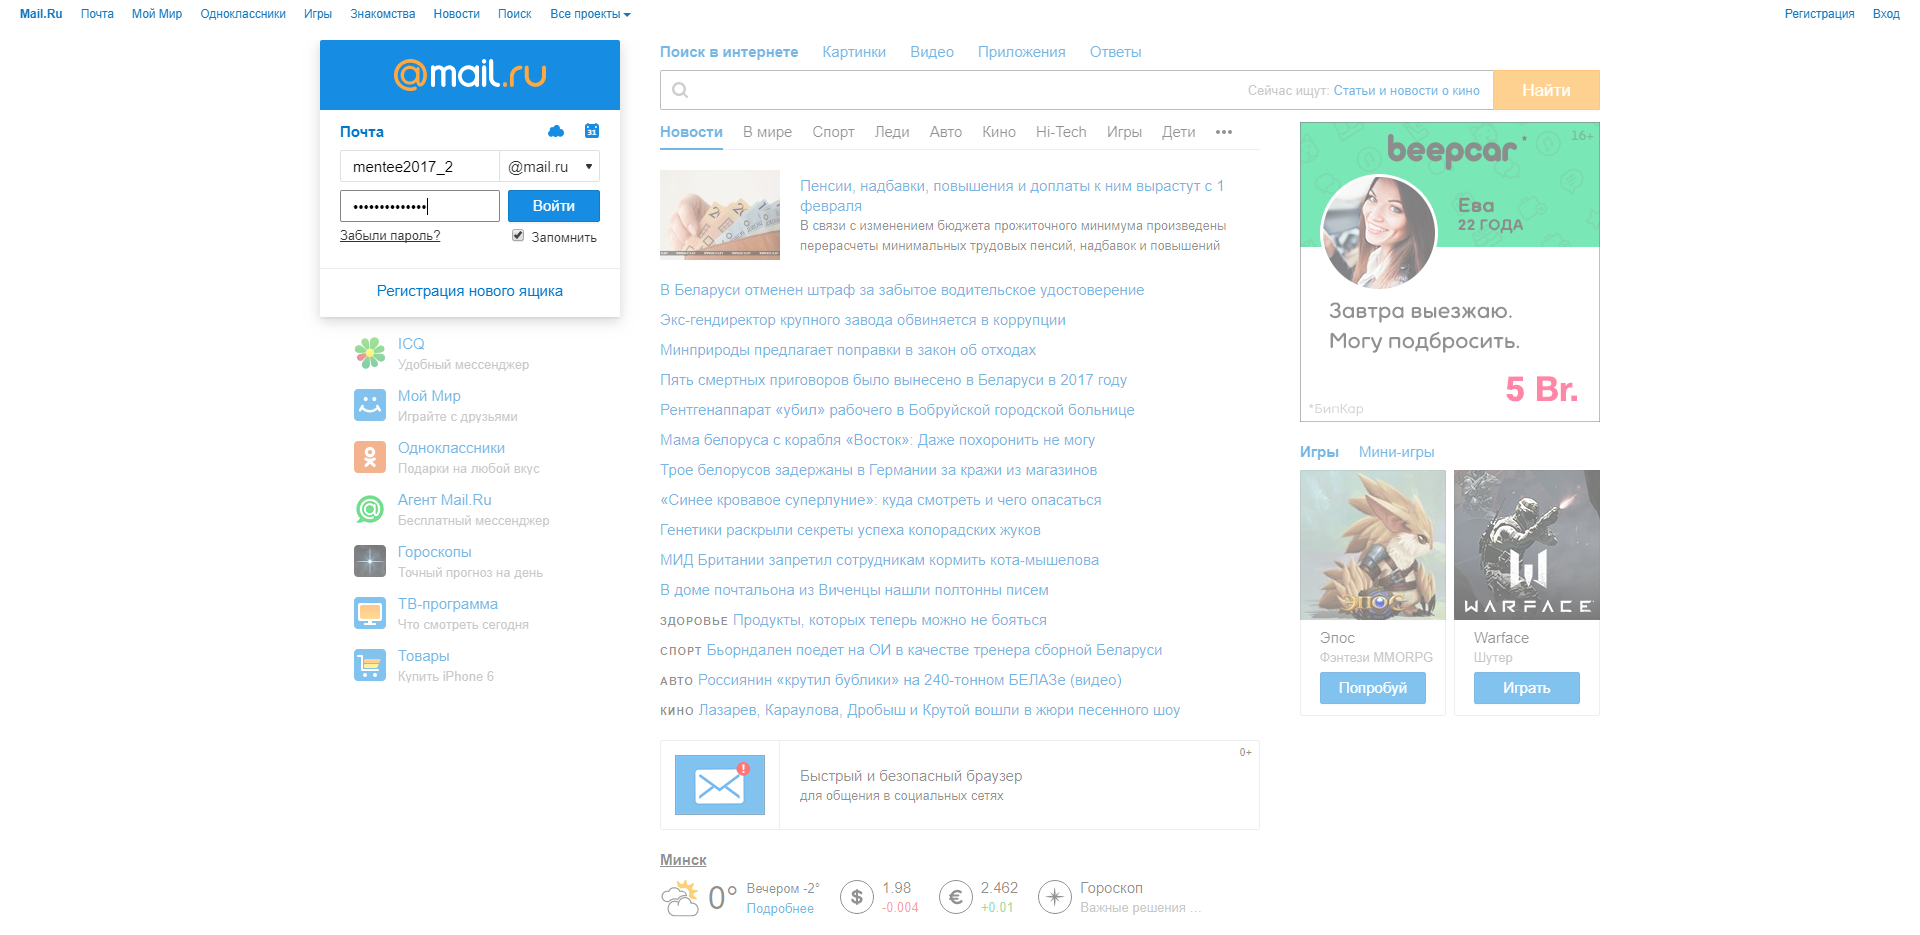 Mail.Ru Почта Мой Мир Одноклассники Игры Знакомства Новости Поиск Все проекты Регистрация Вход
@mail.ru
Почта
31
mentee2017_2 @mail.ru
•••••••••••••• Войти
Забыли пароль? Запомнить
Регистрация нового ящика
ICQ
Удобный мессенджер
Мой Мир
Играйте с друзьями
Одноклассники
Подарки на любой вкус
Агент Mail.Ru
Бесплатный мессенджер
Гороскопы
Точный прогноз на день
ТВ-программа
Что смотреть сегодня
Товары
Купить iPhone 6
Поиск в интернете Картинки Видео Приложения Ответы
Сейчас ищут: Статьи и новости о кино Найти
Новости В мире Спорт Леди Авто Кино Hi-Tech Игры Дети •••
Пенсии, надбавки, повышения и доплаты к ним вырастут с 1
февраля
В связи с изменением бюджета прожиточного минимума произведены
перерасчеты минимальных трудовых пенсий, надбавок и повышений
В Беларуси отменен штраф за забытое водительское удостоверение
Экс-гендиректор крупного завода обвиняется в коррупции
Минприроды предлагает поправки в закон об отходах
Пять смертных приговоров было вынесено в Беларуси в 2017 году
Рентгенаппарат «убил» рабочего в Бобруйской городской больнице
Мама белоруса с корабля «Восток»: Даже похоронить не могу
Трое белорусов задержаны в Германии за кражи из магазинов
«Синее кровавое суперлуние»: куда смотреть и чего опасаться
Генетики раскрыли секреты успеха колорадских жуков
МИД Британии запретил сотрудникам кормить кота-мышелова
В доме почтальона из Виченцы нашли полтонны писем
ЗДОРОВЬЕ Продукты, которых теперь можно не бояться
СПОРТ Бьорндален поедет на ОИ в качестве тренера сборной Беларуси
АВТО Россиянин «крутил бублики» на 240-тонном БЕЛАЗе (видео)
КИНО Лазарев, Караулова, Дробыш и Крутой вошли в жюри песенного шоу
0+
Быстрый и безопасный браузер
для общения в социальных сетях
Минск
0° Вечером -2°
Подробнее
$ 1.98
-0.004
€ 2.462
+0.01
Гороскоп
Важные решения ...
16+
beepcar*
Ева
22 ГОДА
Завтра выезжаю.
Могу подбросить.
5 Br.
*БипКар
Игры Мини-игры
ЭПОС
WARFACE
Эпос
Фэнтези MMORPG
Попробуй
Warface
Шутер
Играть